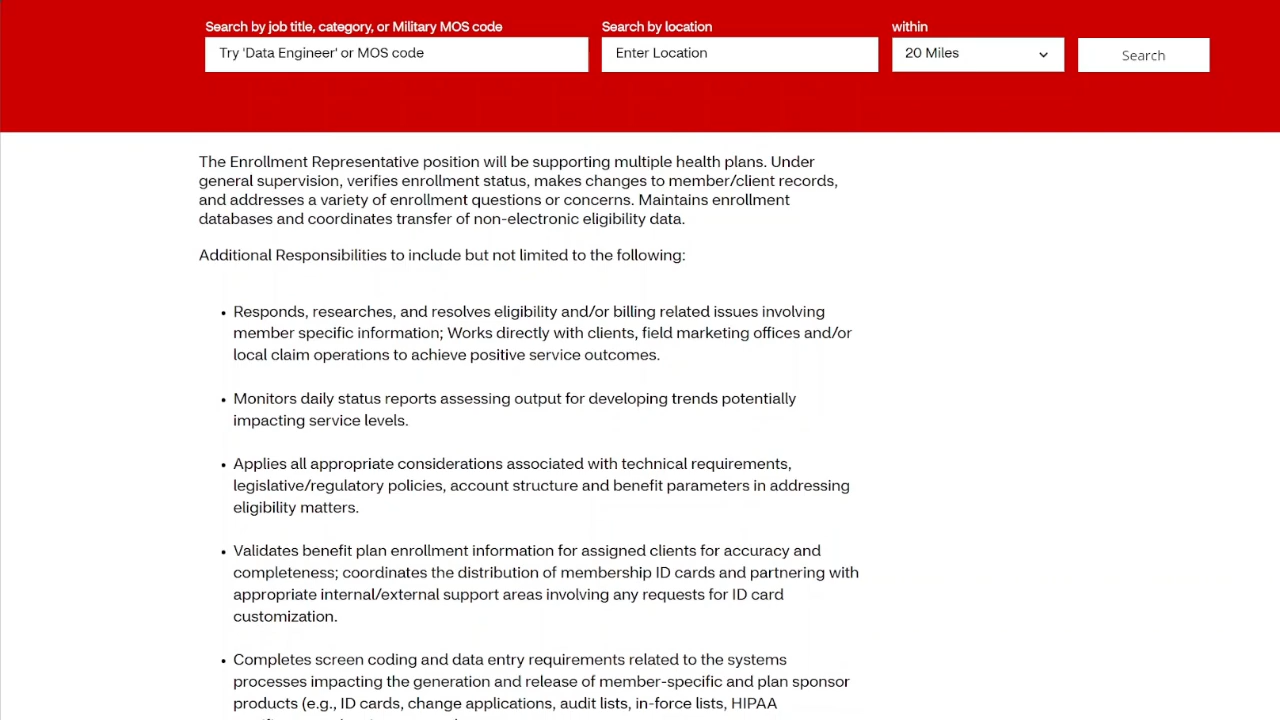 Search by job title, category, or Military MOS code
Search by location
within
Try 'Data Engineer' or MOS code
Enter Location
20 Miles
Search
The Enrollment Representative position will be supporting multiple health plans. Under
general supervision, verifies enrollment status, makes changes to member/client records,
and addresses a variety of enrollment questions or concerns. Maintains enrollment
databases and coordinates transfer of non-electronic eligibility data.
Additional Responsibilities to include but not limited to the following:
• Responds, researches, and resolves eligibility and/or billing related issues involving
member specific information; Works directly with clients, field marketing offices and/or
local claim operations to achieve positive service outcomes.
• Monitors daily status reports assessing output for developing trends potentially
impacting service levels.
• Applies all appropriate considerations associated with technical requirements,
legislative/regulatory policies, account structure and benefit parameters in addressing
eligibility matters.
• Validates benefit plan enrollment information for assigned clients for accuracy and
completeness; coordinates the distribution of membership ID cards and partnering with
appropriate internal/external support areas involving any requests for ID card
customization.
• Completes screen coding and data entry requirements related to the systems
processes impacting the generation and release of member-specific and plan sponsor
products (e.g., ID cards, change applications, audit lists, in-force lists, HIPAA